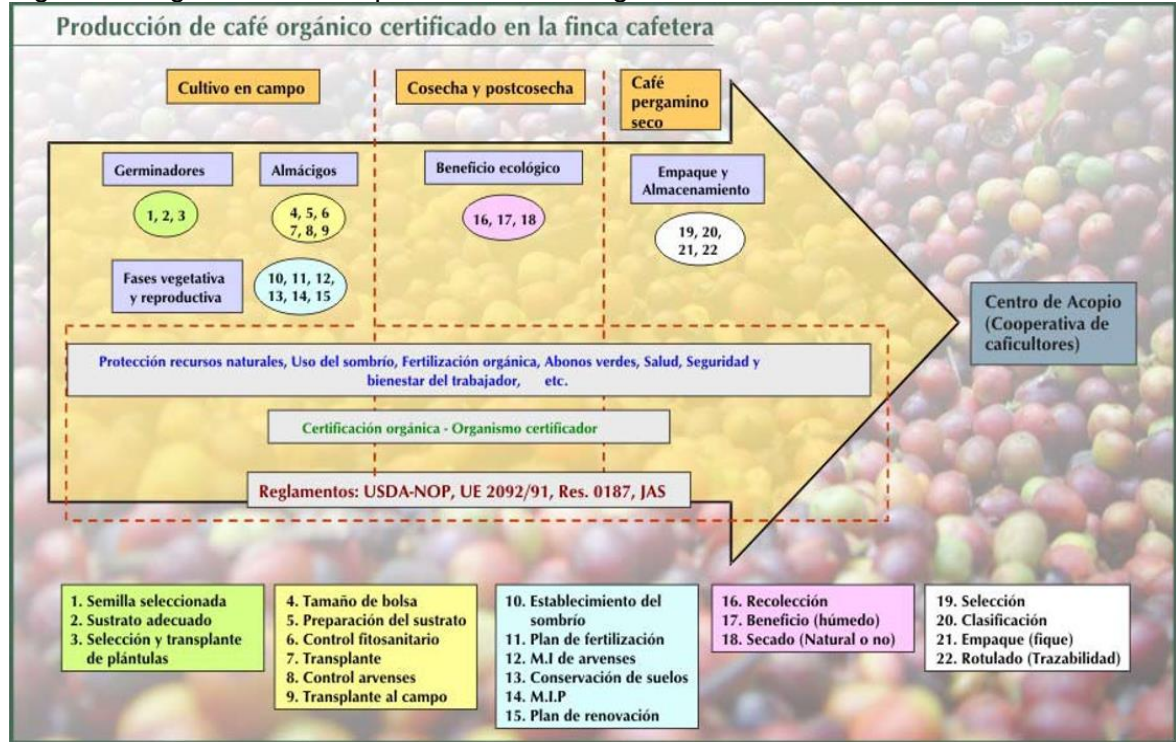 Producción de café orgánico certificado en la finca cafetera
Cultivo en campo
Cosecha y postcosecha
Café
pergamino
seco
Germinadores
Almácigos
Beneficio ecológico
Empaque y
Almacenamiento
1, 2, 3
4, 5, 6
7, 8, 9
16, 17, 18
19, 20,
21, 22
Fases vegetativa
y reproductiva
10, 11, 12,
13, 14, 15
Centro de Acopio
(Cooperativa de
caficultores)
Protección recursos naturales, Uso del sombrío, Fertilización orgánica, Abonos verdes, Salud, Seguridad y
bienestar del trabajador, etc.
Certificación orgánica - Organismo certificador
Reglamentos: USDA-NOP, UE 2092/91, Res. 0187, JAS
1. Semilla seleccionada
2. Sustrato adecuado
3. Selección y transplante
de plántulas
4. Tamaño de bolsa
5. Preparación del sustrato
6. Control fitosanitario
7. Transplante
8. Control arvenses
9. Transplante al campo
10. Establecimiento del
sombrío
11. Plan de fertilización
12. M.I de arvenses
13. Conservación de suelos
14. M.I.P
15. Plan de renovación
16. Recolección
17. Beneficio (húmedo)
18. Secado (Natural o no)
19. Selección
20. Clasificación
21. Empaque (fique)
22. Rotulado (Trazabilidad)